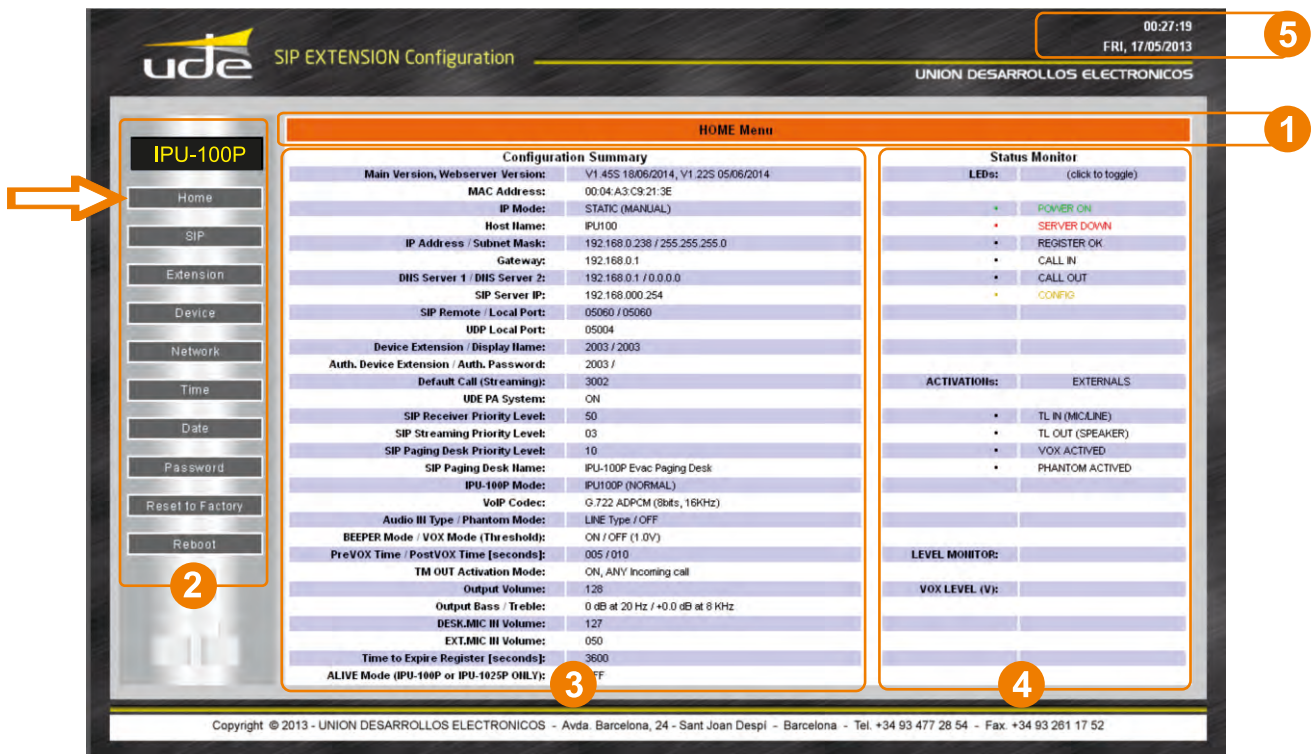 00:27:19
FRI, 17/05/2013
5
ude
SIP EXTENSION Configuration
UNION DESARROLLOS ELECTRONICOS
HOME Menu
1
IPU-100P
Home
SIP
Extension
Device
Network
Time
Date
Password
Reset to Factory
Reboot
2
Configuration Summary
Main Version, Webserver Version: V1.45S 18/06/2014, V1.22S 05/06/2014
MAC Address: 00:04:A3:C9:21:3E
IP Mode: STATIC (MANUAL)
Host Name: IPU100
IP Address / Subnet Mask: 192.168.0.238 / 255.255.255.0
Gateway: 192.168.0.1
DNS Server 1 / DNS Server 2: 192.168.0.1 / 0.0.0.0
SIP Server IP: 192.168.000.254
SIP Remote / Local Port: 05060 / 05060
UDP Local Port: 05004
Device Extension / Display Name: 2003 / 2003
Auth. Device Extension / Auth. Password: 2003 /
Default Call (Streaming): 3002
UDE PA System: ON
SIP Receiver Priority Level: 50
SIP Streaming Priority Level: 03
SIP Paging Desk Priority Level: 10
SIP Paging Desk Name: IPU-100P Evac Paging Desk
IPU-100P Mode: IPU100P (NORMAL)
VoIP Codec: G.722 ADPCM (8bits, 16KHz)
Audio IN Type / Phantom Mode: LINE Type / OFF
BEEPER Mode / VOX Mode (Threshold): ON / OFF (1.0V)
PreVOX Time / PostVOX Time [seconds]: 005 / 010
TM OUT Activation Mode: ON, ANY Incoming call
Output Volume: 128
Output Bass / Treble: 0 dB at 20 Hz / +0.0 dB at 8 KHz
DESK.MIC IN Volume: 127
EXT.MIC IN Volume: 050
Time to Expire Register [seconds]: 3600
ALIVE Mode (IPU-100P or IPU-1025P ONLY):
3
Status Monitor
LEDs: (click to toggle)
POWER ON
SERVER DOWN
REGISTER OK
CALL IN
CALL OUT
CONFIG
ACTIVATIONs: EXTERNALS
TL IN (MIC/LINE)
TL OUT (SPEAKER)
VOX ACTIVED
PHANTOM ACTIVED
LEVEL MONITOR:
VOX LEVEL (V):
4
Copyright © 2013 - UNION DESARROLLOS ELECTRONICOS - Avda. Barcelona, 24 - Sant Joan Despí - Barcelona - Tel. +34 93 477 28 54 - Fax. +34 93 261 17 52